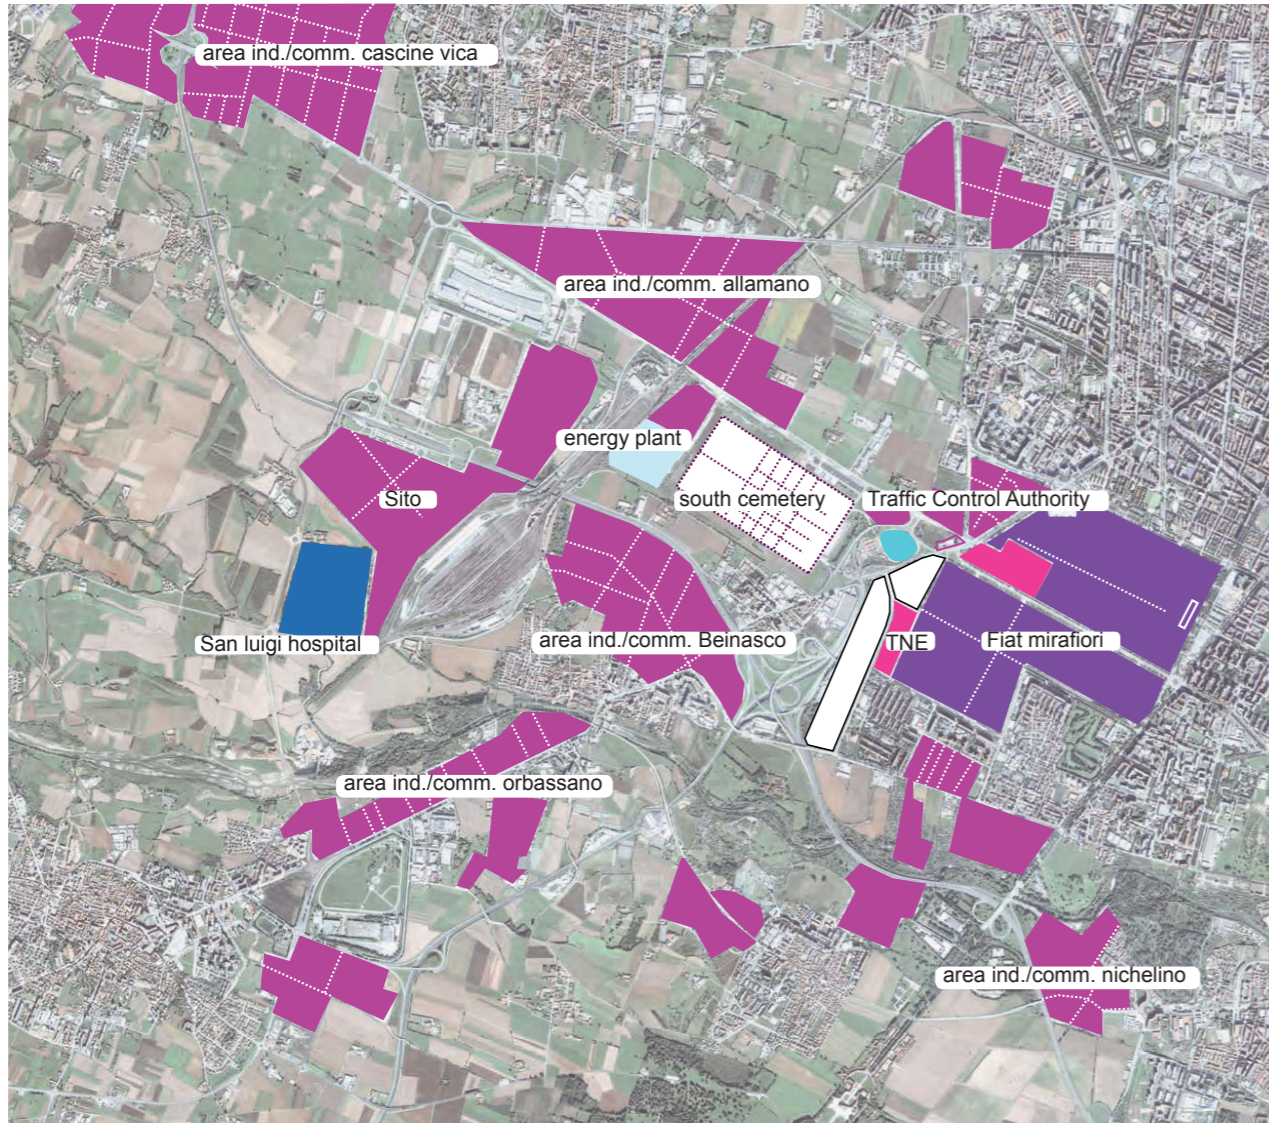 area ind./comm. cascine vica
area ind./comm. allamano
energy plant
Sito
south cemetery
Traffic Control Authority
San luigi hospital
area ind./comm. Beinasco
TNE
Fiat mirafiori
area ind./comm. orbassano
area ind./comm. nichelino